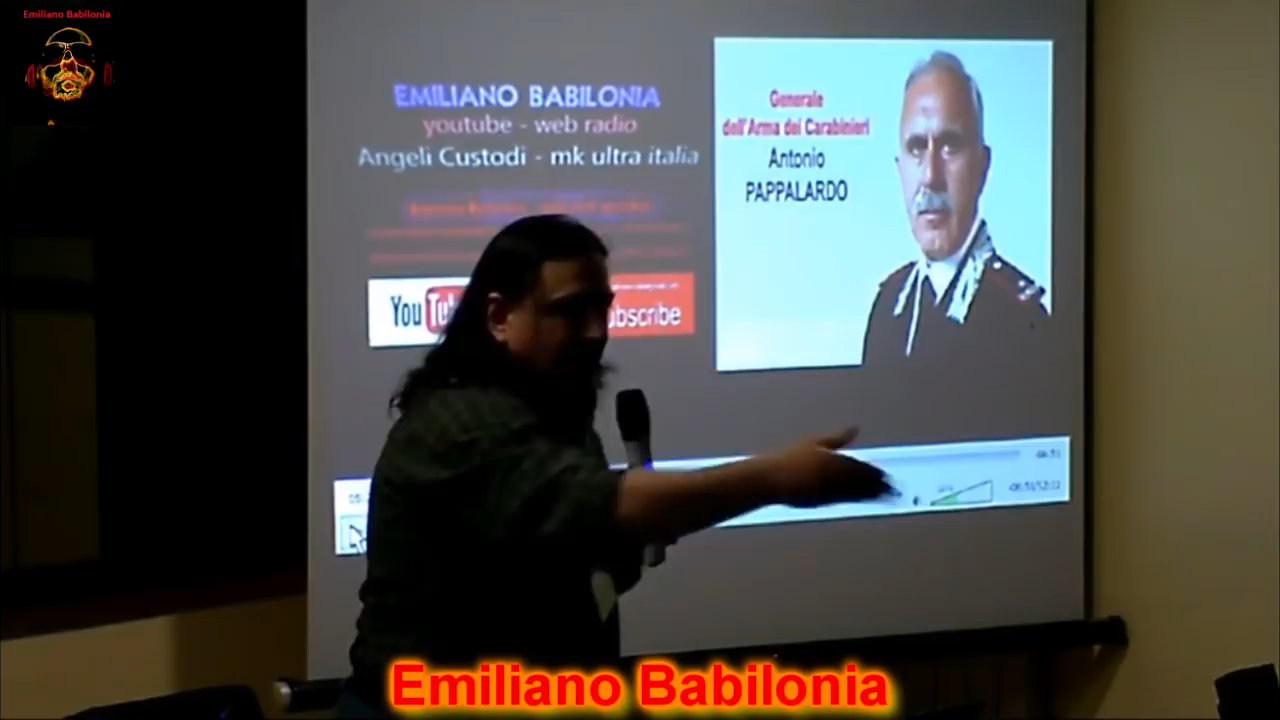 Emiliano Babilonia
EMILIANO BABILONIA
youtube - web radio
Angeli Custodi - mk ultra italia
You Tu
ubscribe
Generale
dell'Arma dei Carabinieri
Antonio
PAPPALARDO
Emiliano Babilonia